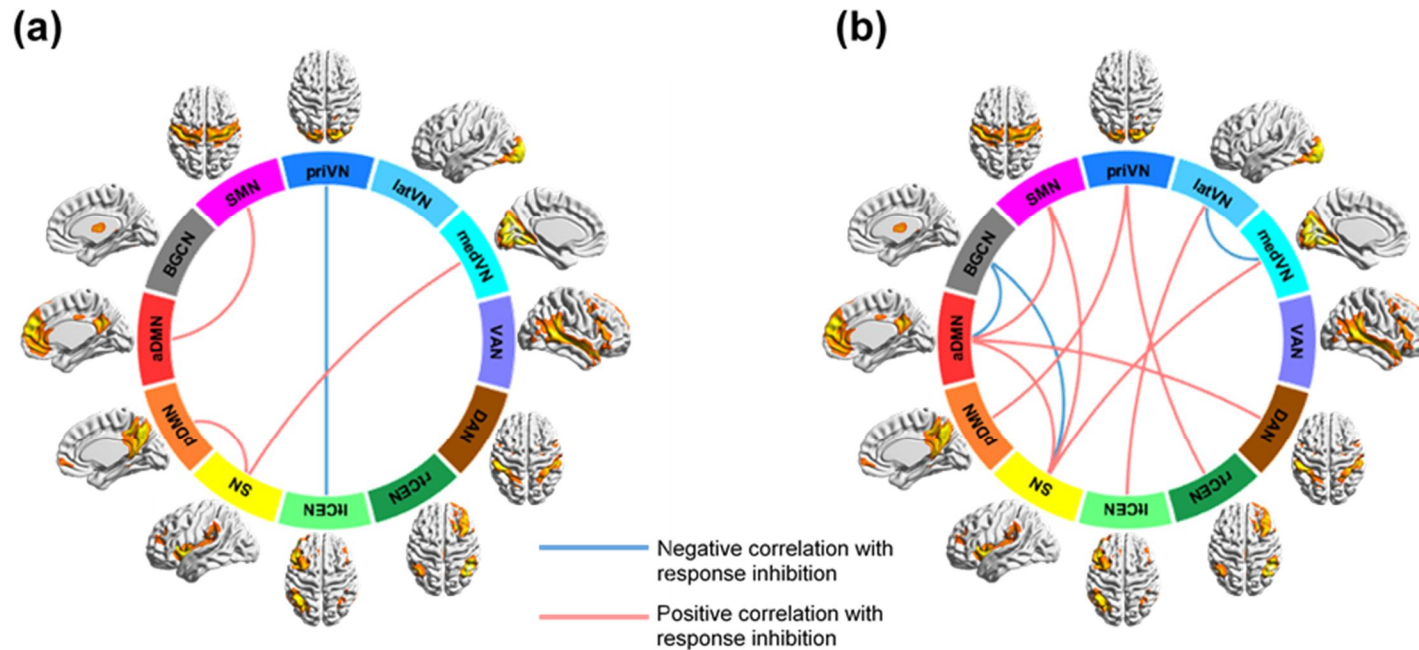 (a)
priVN
latVN
medVN
VAN
DAN
rtCEN
ltCEN
SN
pDMN
aDMN
BGCN
SMN
(b)
priVN
latVN
medVN
VAN
DAN
rtCEN
ltCEN
SN
pDMN
aDMN
BGCN
SMN
Negative correlation with
response inhibition
Positive correlation with
response inhibition